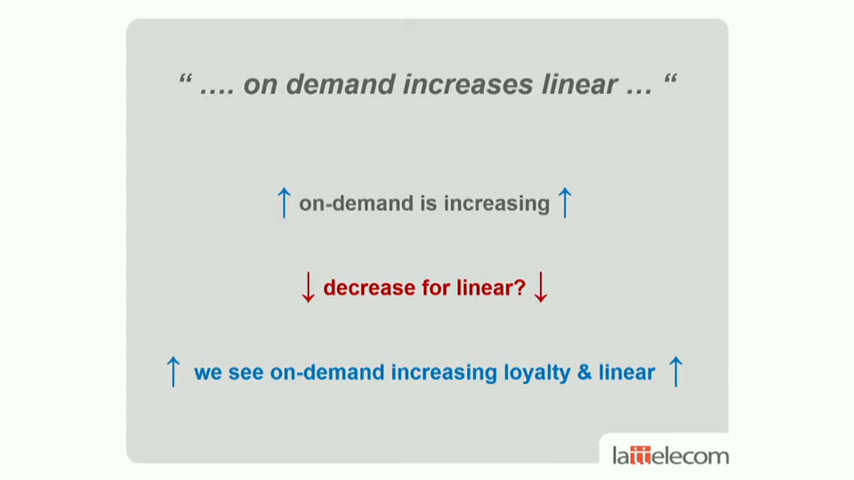 “ …. on demand increases linear … “
↑ on-demand is increasing ↑
↓ decrease for linear? ↓
↑ we see on-demand increasing loyalty & linear ↑
lattelecom